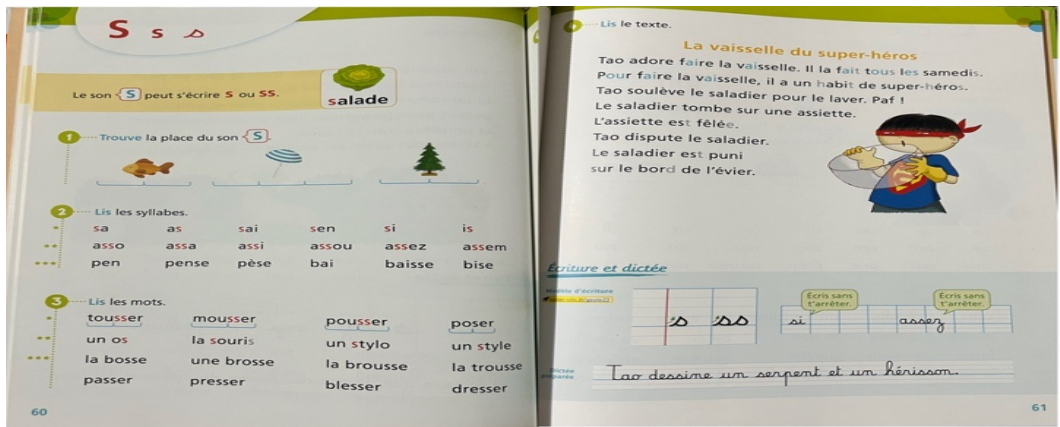 S s s
Le son S peut s'écrire S ou SS.
salade
1 Trouve la place du son S.
2 Lis les syllabes.
sa as sai sen si is
asso assa assi assou assez assem
pen pense pèse bai baisse bise
3 Lis les mots.
tousser mousser pousser poser
un os la souris un stylo un style
la bosse une brosse la brousse la trousse
passer presser blesser dresser
60
Lis le texte.
La vaisselle du super-héros
Tao adore faire la vaisselle. Il la fait tous les samedis.
Pour faire la vaisselle, il a un habit de super-héros.
Tao soulève le saladier pour le laver. Paf !
Le saladier tombe sur une assiette.
L'assiette est fêlée.
Tao dispute le saladier.
Le saladier est puni
sur le bord de l'évier.
Écriture et dictée
Modèle d'écriture
s ss
Écris sans
t'arrêter.
si
Écris sans
t'arrêter.
assez
Dictée
préparée
Tao dessine un serpent et un hérisson.
61